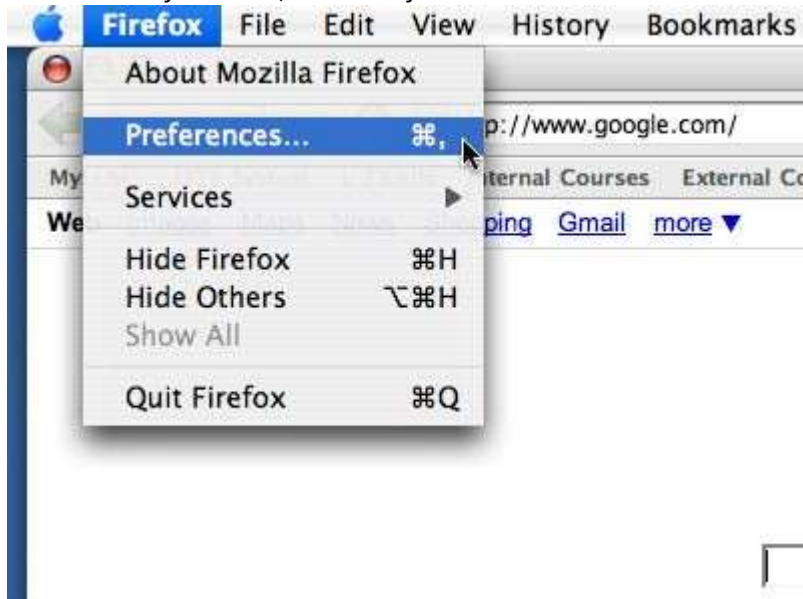 Firefox File Edit View History Bookmarks
About Mozilla Firefox
Preferences... ⌘,
p://www.google.com/
My
ternal Courses External Co
Services
We
ping Gmail more ▼
Hide Firefox ⌘H
Hide Others ⌥⌘H
Show All
Quit Firefox ⌘Q